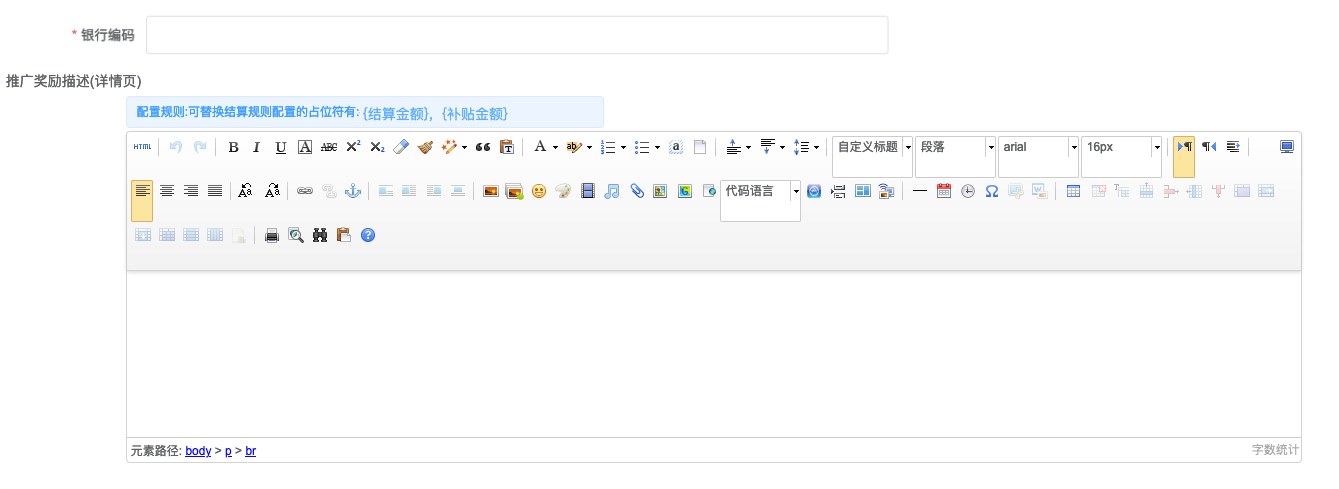 * 银行编码
推广奖励描述(详情页)
配置规则:可替换结算规则配置的占位符有: {结算金额}, {补贴金额}
HTML B I U A ABC X² X₂ A ab 自定义标题 段落 arial 16px
代码语言
元素路径: body > p > br 字数统计